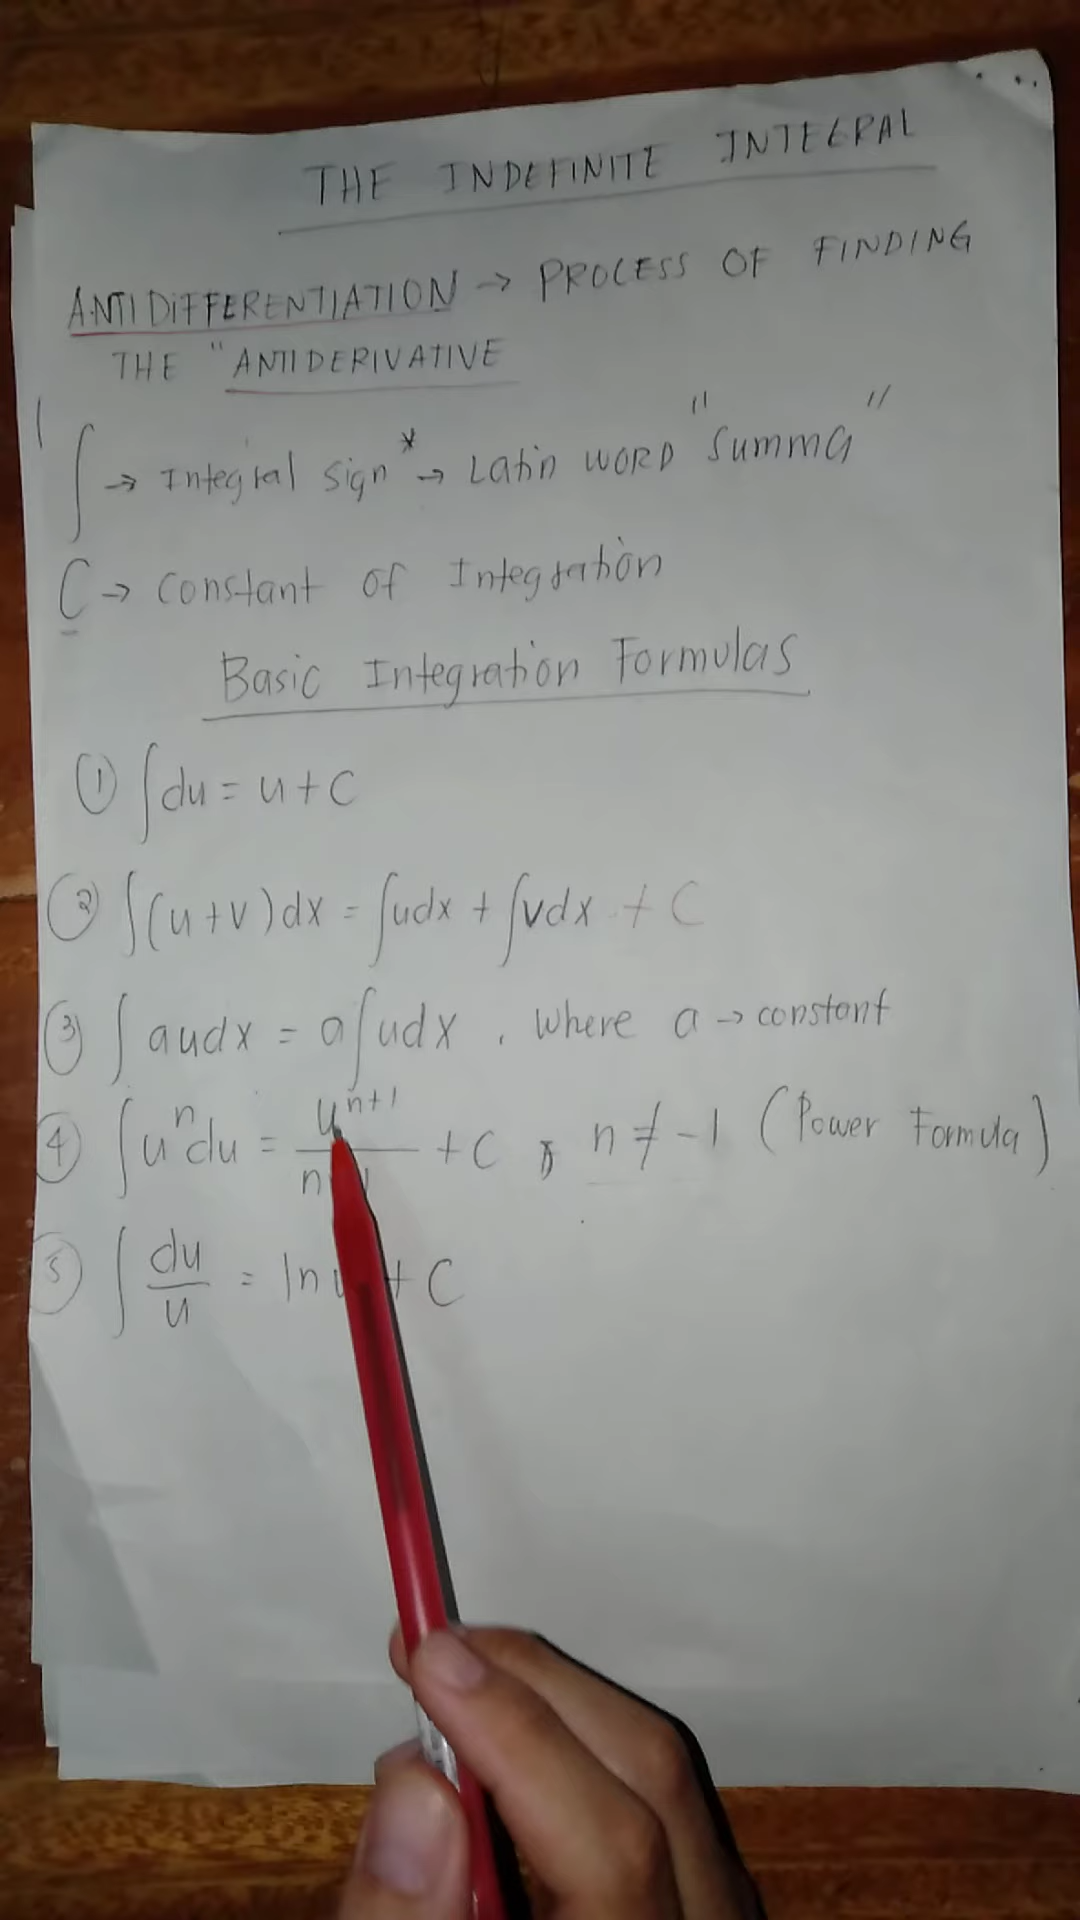 THE INDEFINITE INTEGRAL
ANTIDIFFERENTIATION → PROCESS OF FINDING
THE "ANTIDERIVATIVE
∫ → Integral Sign* → Latin WORD "Summa"
C → Constant of Integration
Basic Integration Formulas
① ∫du = u + C
② ∫(u+v)dx = ∫udx + ∫vdx + C
③ ∫audx = a∫udx, where a → constant
④ ∫uⁿdu = uⁿ⁺¹/n + C, n ≠ -1 (Power Formula)
⑤ ∫du/u = ln + C